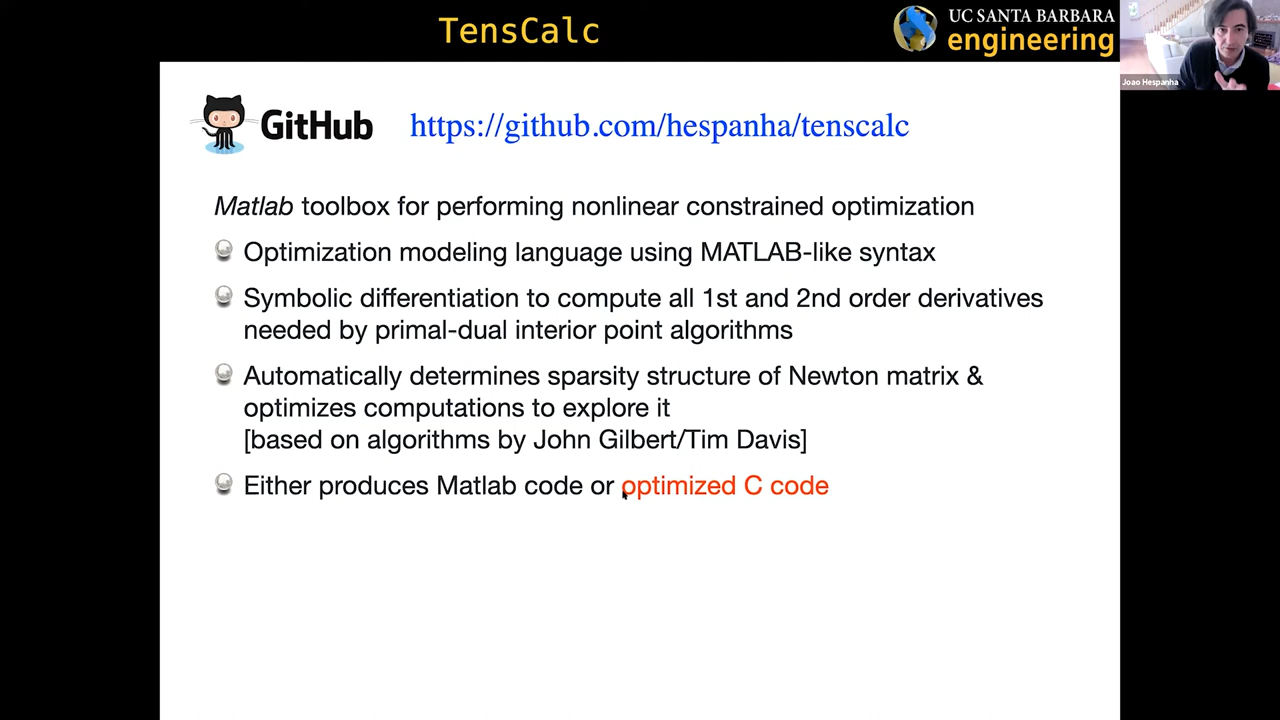 TensCalc
UC SANTA BARBARA
engineering
Joao Hespanha
GitHub
https://github.com/hespanha/tenscalc
Matlab toolbox for performing nonlinear constrained optimization
Optimization modeling language using MATLAB-like syntax
Symbolic differentiation to compute all 1st and 2nd order derivatives
needed by primal-dual interior point algorithms
Automatically determines sparsity structure of Newton matrix &
optimizes computations to explore it
[based on algorithms by John Gilbert/Tim Davis]
Either produces Matlab code or optimized C code